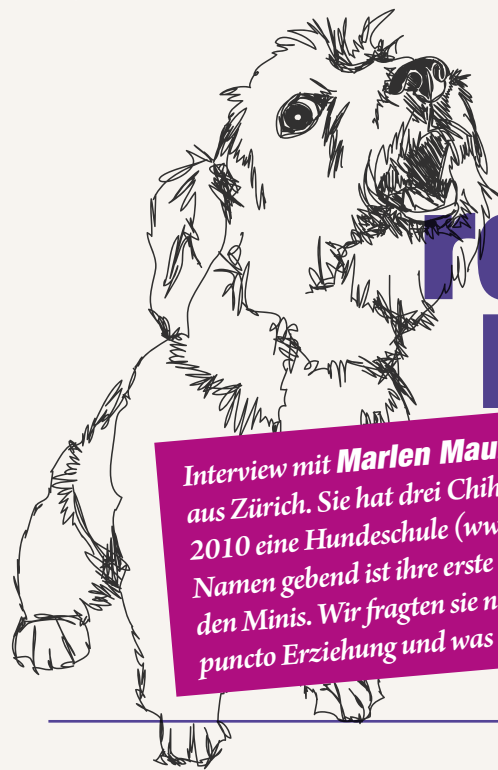 Interview mit Marlen Mau
aus Zürich. Sie hat drei Chih
2010 eine Hundeschule (ww
Namen gebend ist ihre erste
den Minis. Wir fragten sie n
puncto Erziehung und was